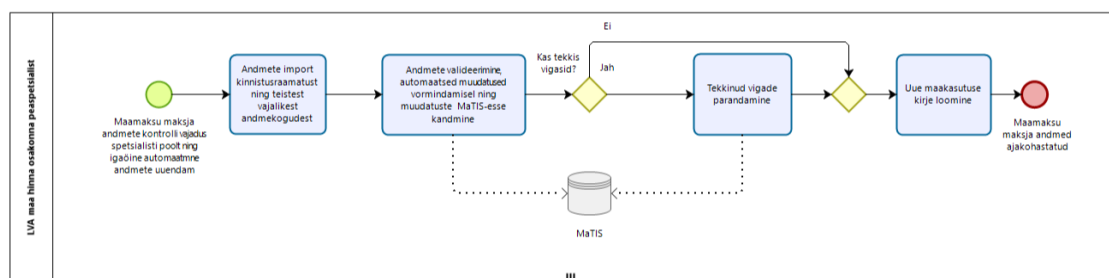 LVA maa hinna osakonna peaspetsialist
Maamaksu maksja
andmete kontrolli vajadus
spetsialisti poolt ning
igaöine automaatmne
andmete uuendam
Andmete import
kinnistusraamatust
ning teistest
vajalikest
andmekogudest
Andmete valideerimine,
automaatsed muudatused
vormindamisel ning
muudatuste MaTIS-esse
kandmine
Kas tekkis
vigasid?
Ei
Jah
Tekkinud vigade
parandamine
Uue maakasutuse
kirje loomine
Maamaksu
maksja andmed
ajakohastatud
MaTIS